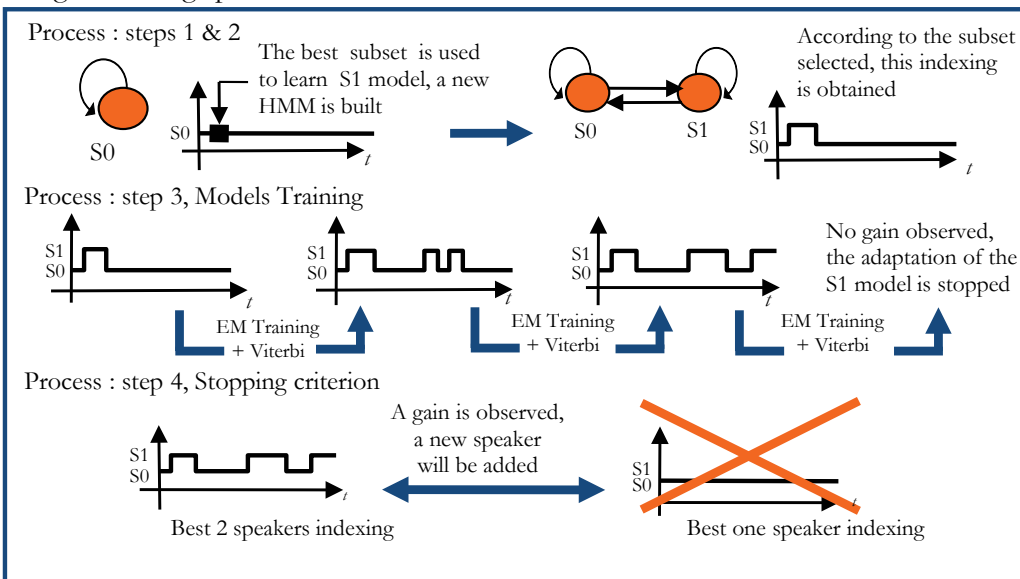 Process : steps 1 & 2
The best subset is used
to learn S1 model, a new
HMM is built
S0
S0
t
S0
S1
According to the subset
selected, this indexing
is obtained
S1
S0
t
Process : step 3, Models Training
S1
S0
t
S1
S0
t
S1
S0
t
No gain observed,
the adaptation of the
S1 model is stopped
EM Training
+ Viterbi
EM Training
+ Viterbi
EM Training
+ Viterbi
Process : step 4, Stopping criterion
S1
S0
t
Best 2 speakers indexing
A gain is observed,
a new speaker
will be added
S1
S0
t
Best one speaker indexing